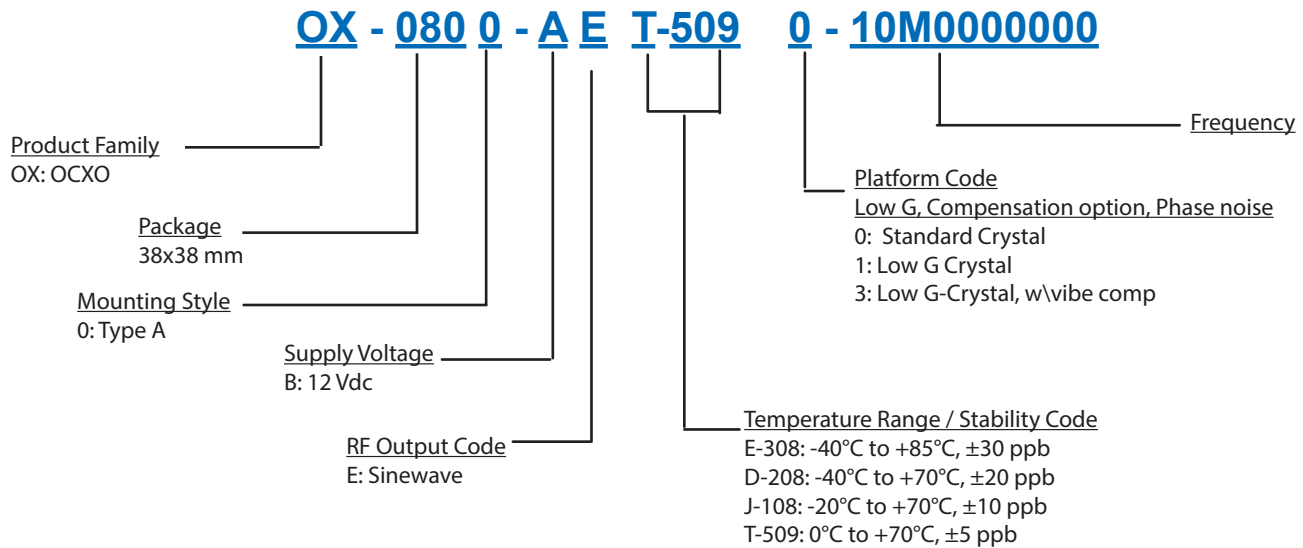 OX - 080 0 - A E T-509 0 - 10M0000000
Frequency
Product Family
OX: OCXO
Package
38x38 mm
Mounting Style
0: Type A
Supply Voltage
B: 12 Vdc
RF Output Code
E: Sinewave
Platform Code
Low G, Compensation option, Phase noise
0: Standard Crystal
1: Low G Crystal
3: Low G-Crystal, w\vibe comp
Temperature Range / Stability Code
E-308: -40°C to +85°C, ±30 ppb
D-208: -40°C to +70°C, ±20 ppb
J-108: -20°C to +70°C, ±10 ppb
T-509: 0°C to +70°C, ±5 ppb